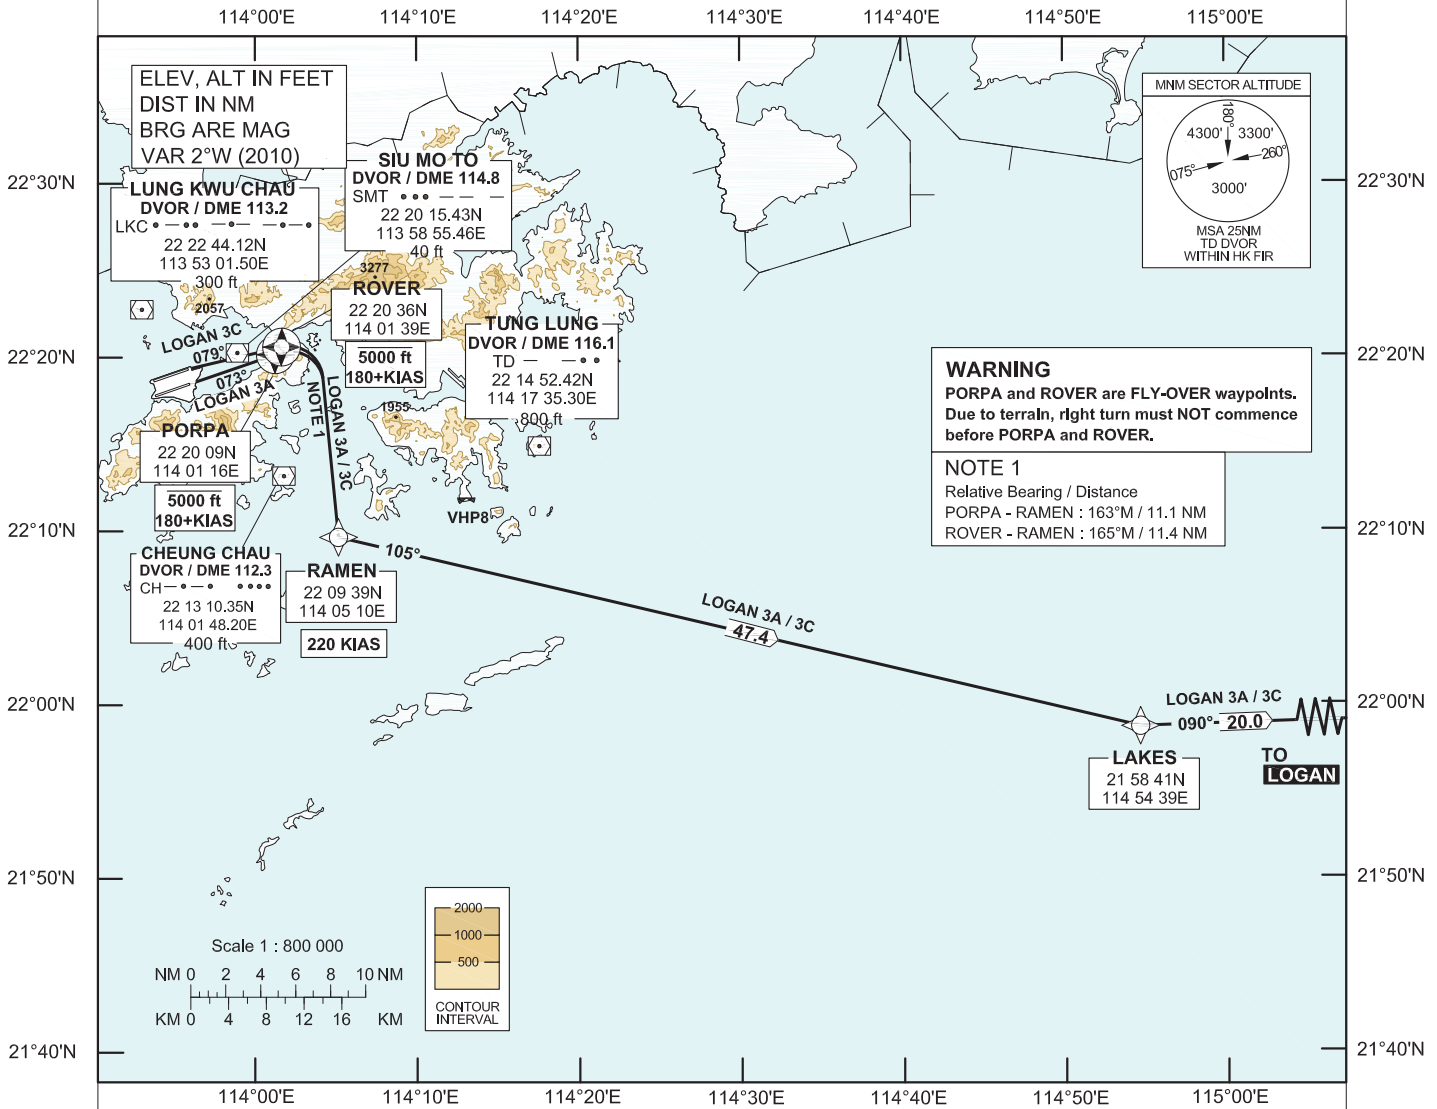 114°00'E
114°10'E
114°20'E
114°30'E
114°40'E
114°50'E
115°00'E
ELEV, ALT IN FEET
DIST IN NM
BRG ARE MAG
VAR 2°W (2010)
MNM SECTOR ALTITUDE
180°
4300'
3300'
260°
075°
3000'
MSA 25NM
TD DVOR
WITHIN HK FIR
22°30'N
22°30'N
SIU MO TO
DVOR / DME 114.8
SMT
22 20 15.43N
113 58 55.46E
40 ft
LUNG KWU CHAU
DVOR / DME 113.2
LKC
22 22 44.12N
113 53 01.50E
300 ft
3277
2057
ROVER
22 20 36N
114 01 39E
5000 ft
180+KIAS
TUNG LUNG
DVOR / DME 116.1
TD
22 14 52.42N
114 17 35.30E
800 ft
22°20'N
22°20'N
LOGAN 3C
079°
073°
LOGAN 3A
LOGAN 3A / 3C
NOTE 1
1955
WARNING
PORPA and ROVER are FLY-OVER waypoints.
Due to terrain, right turn must NOT commence
before PORPA and ROVER.
NOTE 1
Relative Bearing / Distance
PORPA - RAMEN : 163°M / 11.1 NM
ROVER - RAMEN : 165°M / 11.4 NM
PORPA
22 20 09N
114 01 16E
5000 ft
180+KIAS
VHP8
22°10'N
22°10'N
CHEUNG CHAU
DVOR / DME 112.3
CH
22 13 10.35N
114 01 48.20E
400 ft
RAMEN
22 09 39N
114 05 10E
220 KIAS
105°
LOGAN 3A / 3C
47.4
22°00'N
22°00'N
LOGAN 3A / 3C
090°
20.0
TO
LOGAN
LAKES
21 58 41N
114 54 39E
21°50'N
21°50'N
2000
1000
500
CONTOUR
INTERVAL
Scale 1 : 800 000
NM 0 2 4 6 8 10 NM
KM 0 4 8 12 16 KM
21°40'N
21°40'N
114°00'E
114°10'E
114°20'E
114°30'E
114°40'E
114°50'E
115°00'E